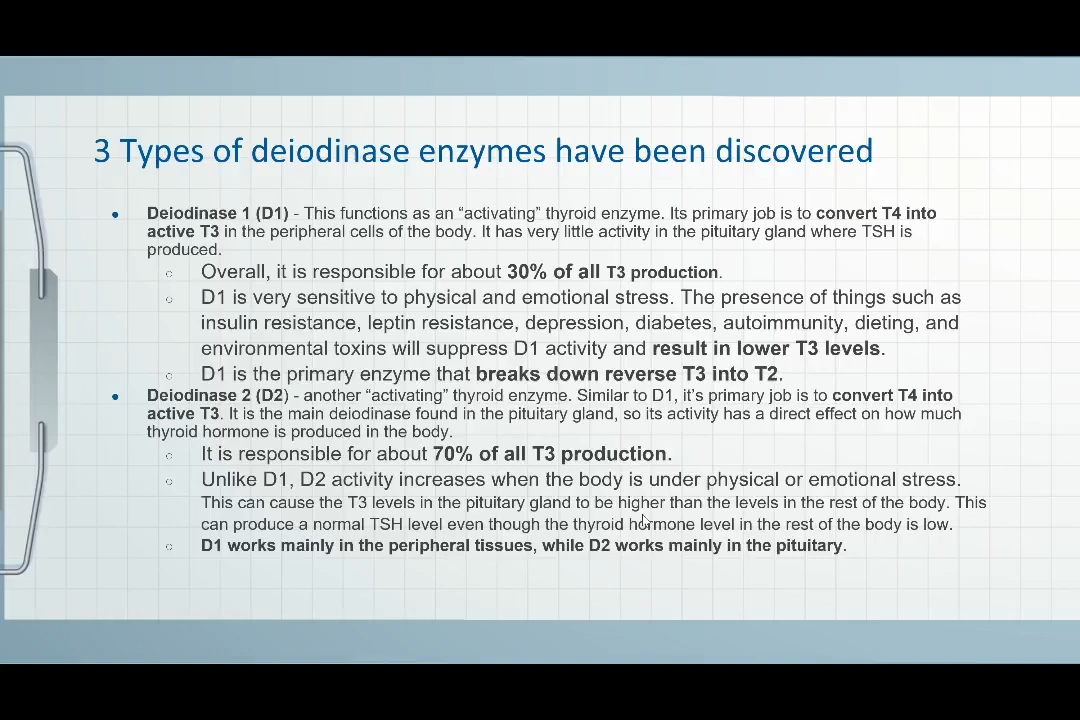 3 Types of deiodinase enzymes have been discovered
• Deiodinase 1 (D1) - This functions as an “activating” thyroid enzyme. Its primary job is to convert T4 into
active T3 in the peripheral cells of the body. It has very little activity in the pituitary gland where TSH is
produced.
○ Overall, it is responsible for about 30% of all T3 production.
○ D1 is very sensitive to physical and emotional stress. The presence of things such as
insulin resistance, leptin resistance, depression, diabetes, autoimmunity, dieting, and
environmental toxins will suppress D1 activity and result in lower T3 levels.
○ D1 is the primary enzyme that breaks down reverse T3 into T2.
• Deiodinase 2 (D2) - another “activating” thyroid enzyme. Similar to D1, it’s primary job is to convert T4 into
active T3. It is the main deiodinase found in the pituitary gland, so its activity has a direct effect on how much
thyroid hormone is produced in the body.
○ It is responsible for about 70% of all T3 production.
○ Unlike D1, D2 activity increases when the body is under physical or emotional stress.
This can cause the T3 levels in the pituitary gland to be higher than the levels in the rest of the body. This
can produce a normal TSH level even though the thyroid hormone level in the rest of the body is low.
○ D1 works mainly in the peripheral tissues, while D2 works mainly in the pituitary.